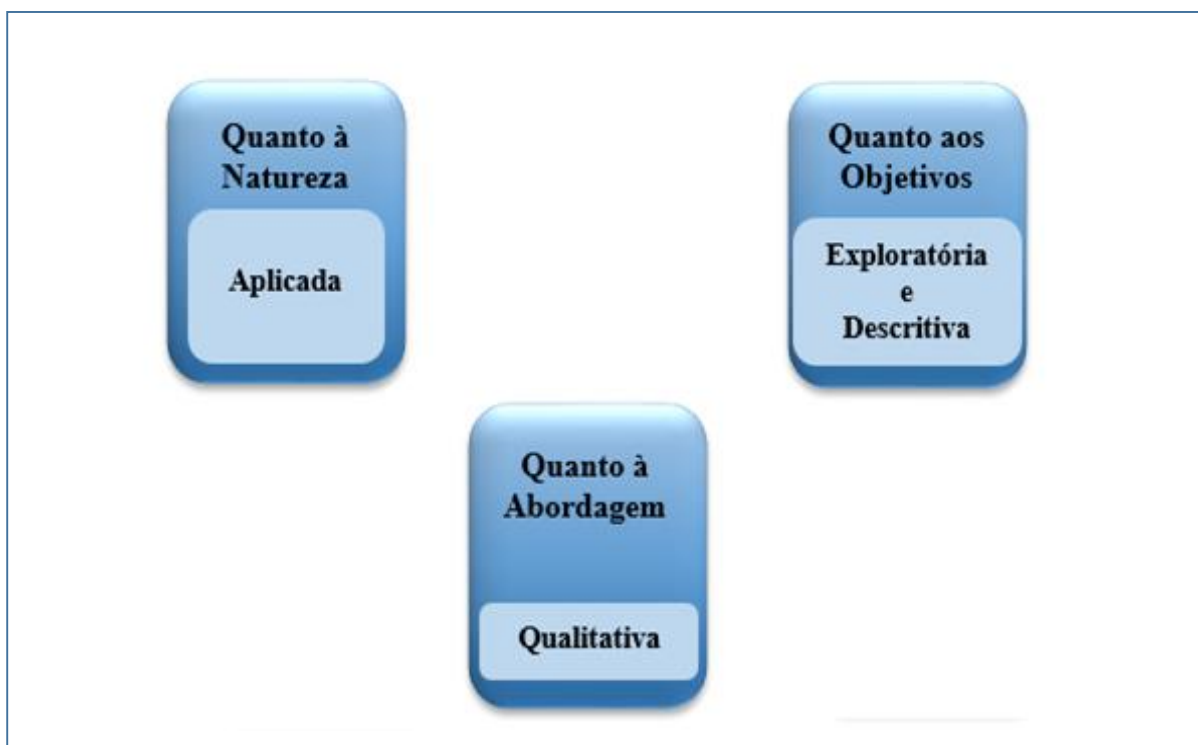 Quanto à
Natureza
Aplicada
Quanto aos
Objetivos
Exploratória
e
Descritiva
Quanto à
Abordagem
Qualitativa